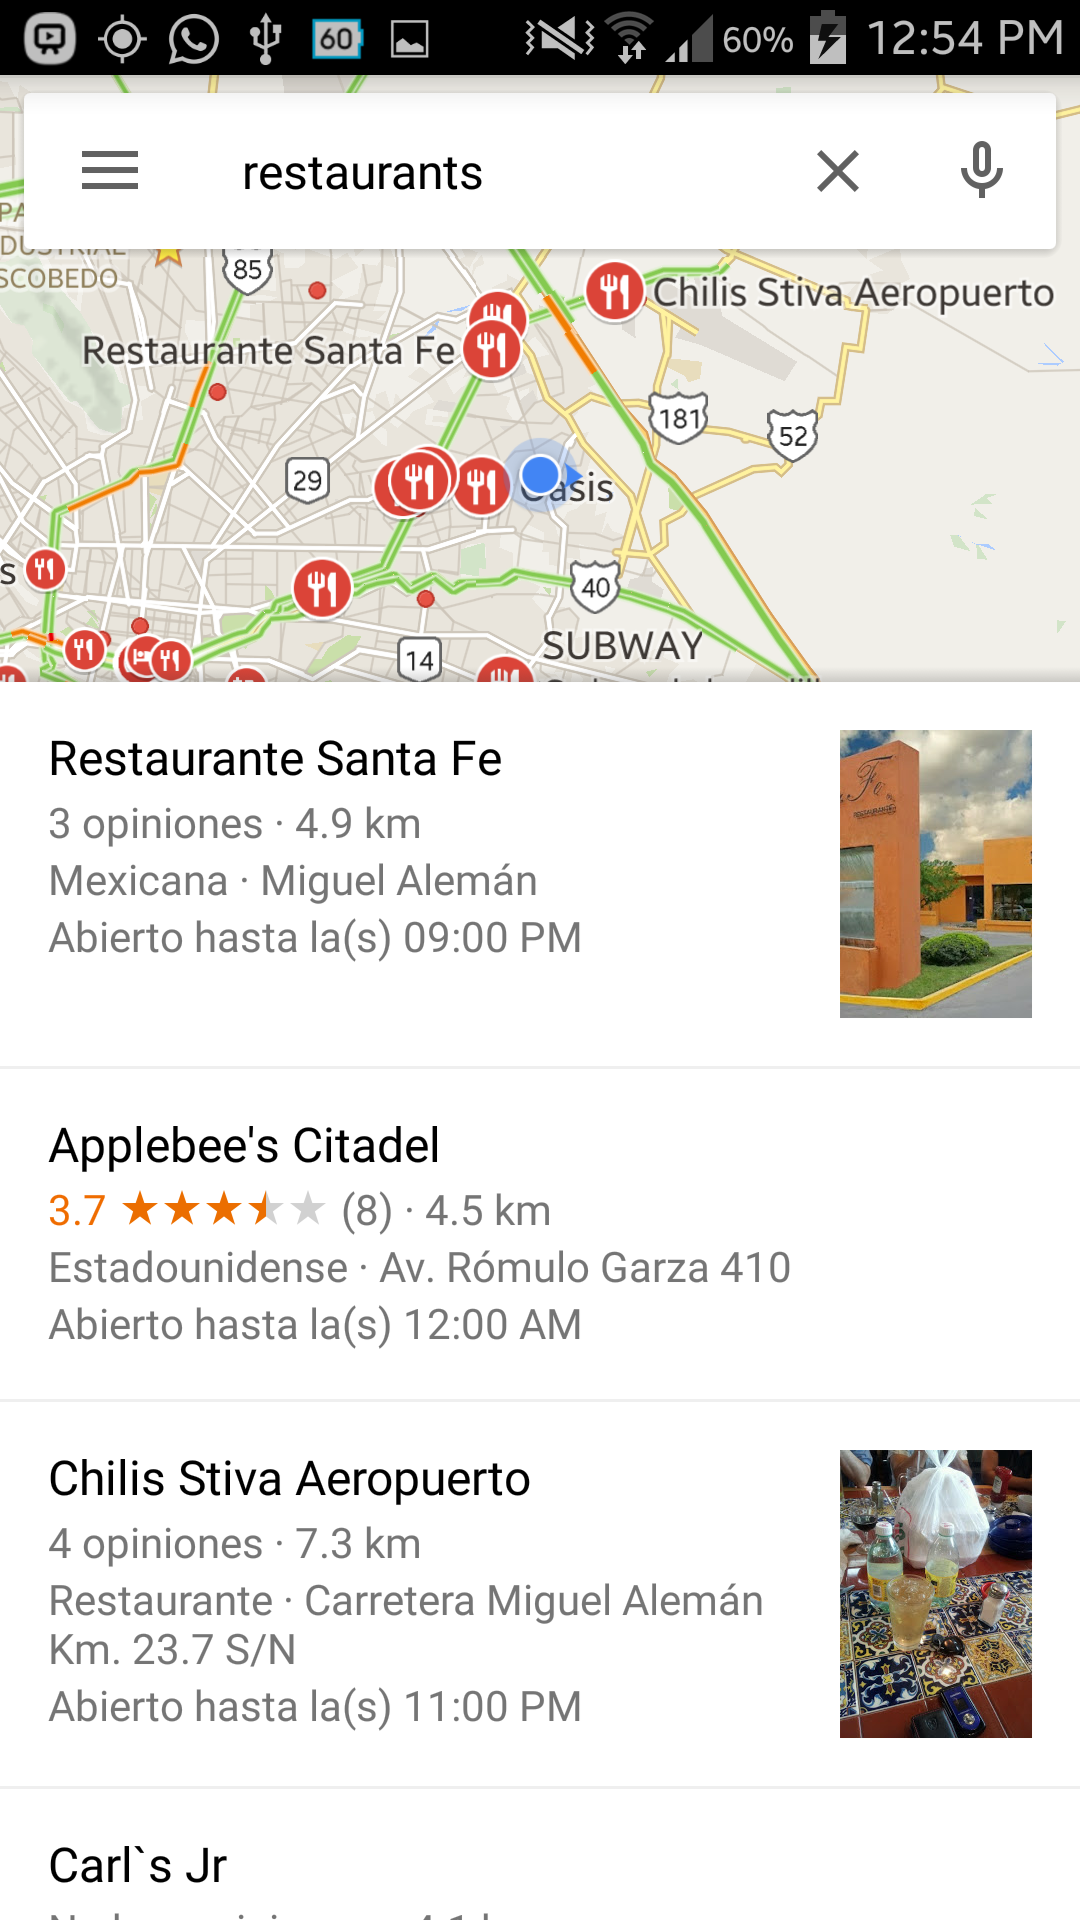 60 60% 12:54 PM
restaurants
85
SCOBEDO
Chilis Stiva Aeropuerto
Restaurante Santa Fe
181
52
29
Oasis
s
40
SUBWAY
14
Restaurante Santa Fe
3 opiniones · 4.9 km
Mexicana · Miguel Alemán
Abierto hasta la(s) 09:00 PM
Applebee's Citadel
3.7 ★★★★★ (8) · 4.5 km
Estadounidense · Av. Rómulo Garza 410
Abierto hasta la(s) 12:00 AM
Chilis Stiva Aeropuerto
4 opiniones · 7.3 km
Restaurante · Carretera Miguel Alemán
Km. 23.7 S/N
Abierto hasta la(s) 11:00 PM
Carl`s Jr